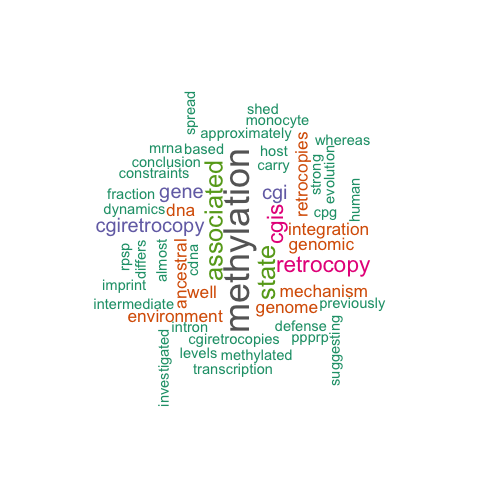 spread
shed
monocyte
approximately
mrna
based
whereas
conclusion
host
strong
evolution
retrocopies
constraints
carry
associated
methylation
fraction
gene
cgi
human
dynamics
dna
cgis
cpg
cgiretrocopy
integration
rpsp
differs
almost
ancestral
cdna
state
genomic
retrocopy
imprint
well
mechanism
intermediate
genome
previously
environment
intron
defense
cgiretrocopies
ppprp
suggesting
investigated
levels
methylated
transcription